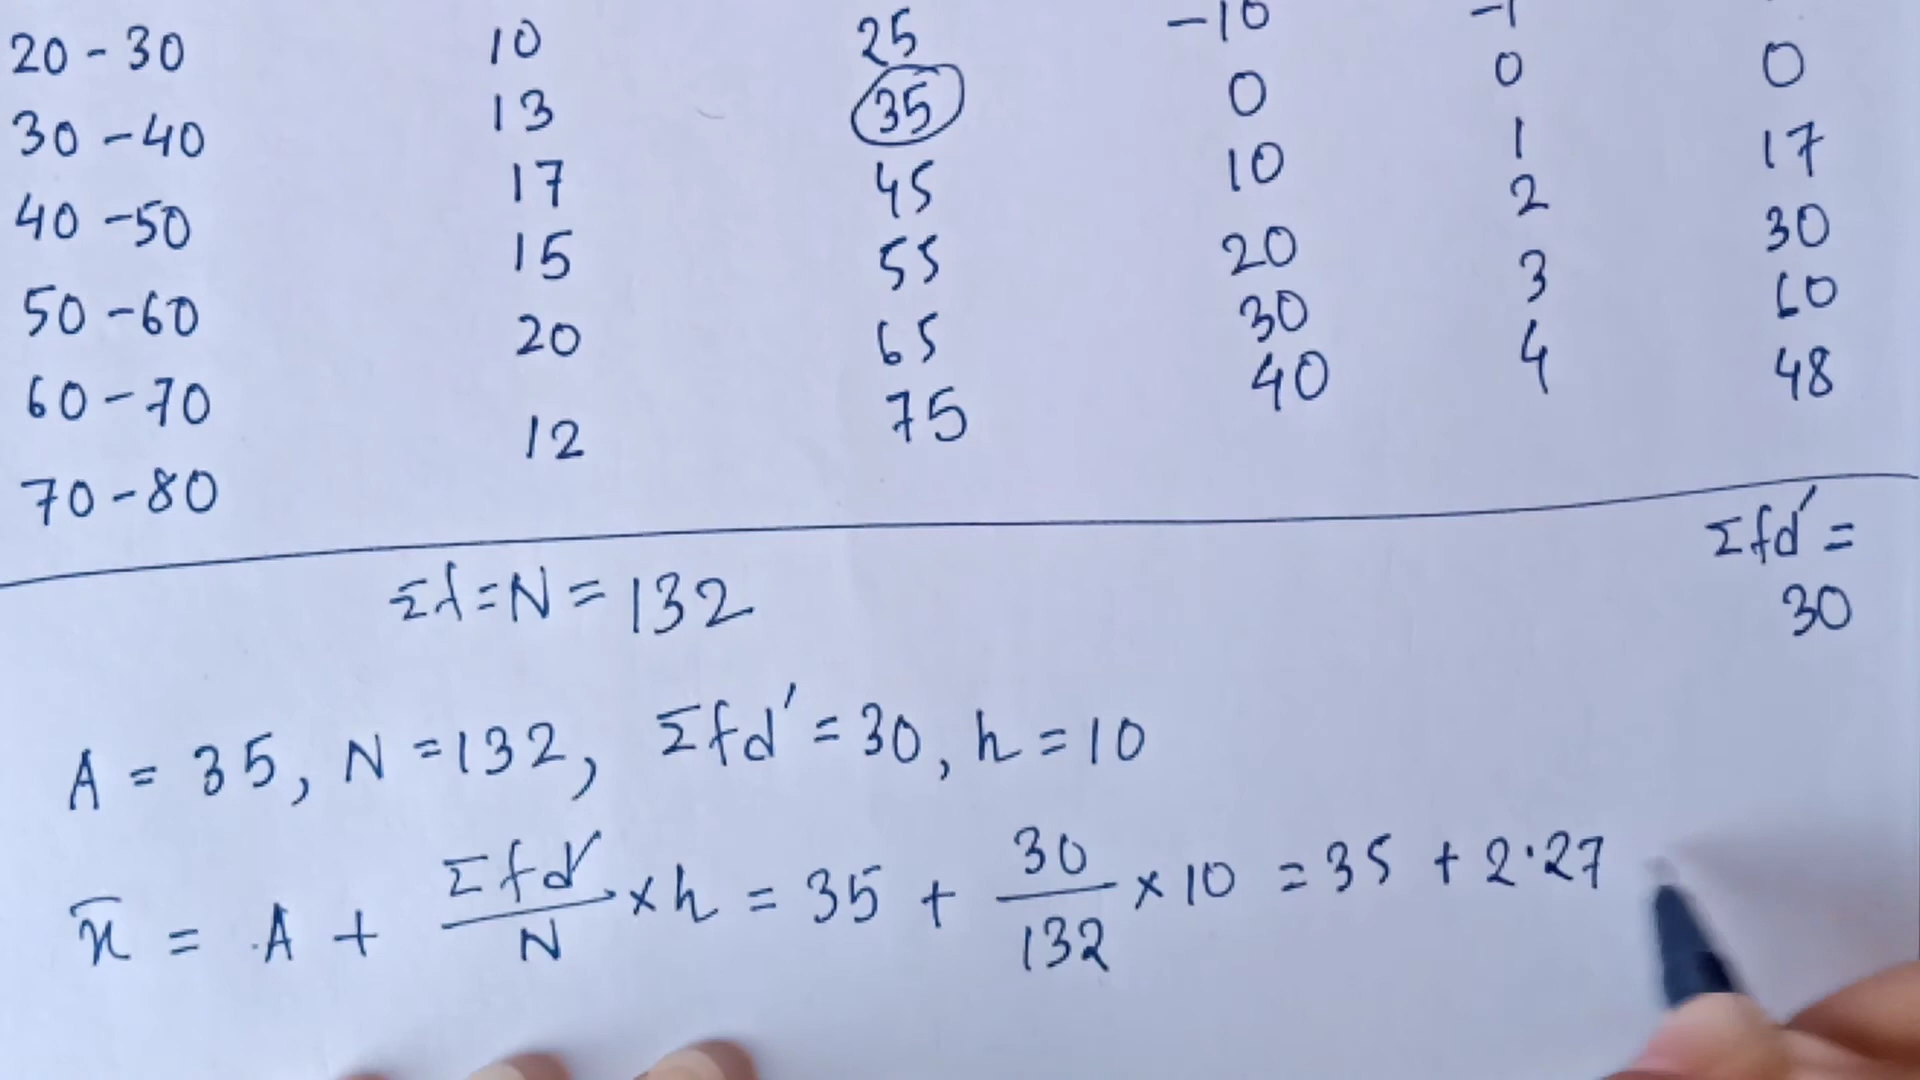 20-30 10 25 -10 -1
30-40 13 35 0 0 0
40-50 17 45 10 1 17
50-60 15 55 20 2 30
60-70 20 65 30 3 60
70-80 12 75 40 4 48
Σf=N=132 Σfd′=
30
A=35, N=132, Σfd′=30, h=10
x̄ = A + Σfd′/N ×h = 35 + 30/132 ×10 =35 + 2.27